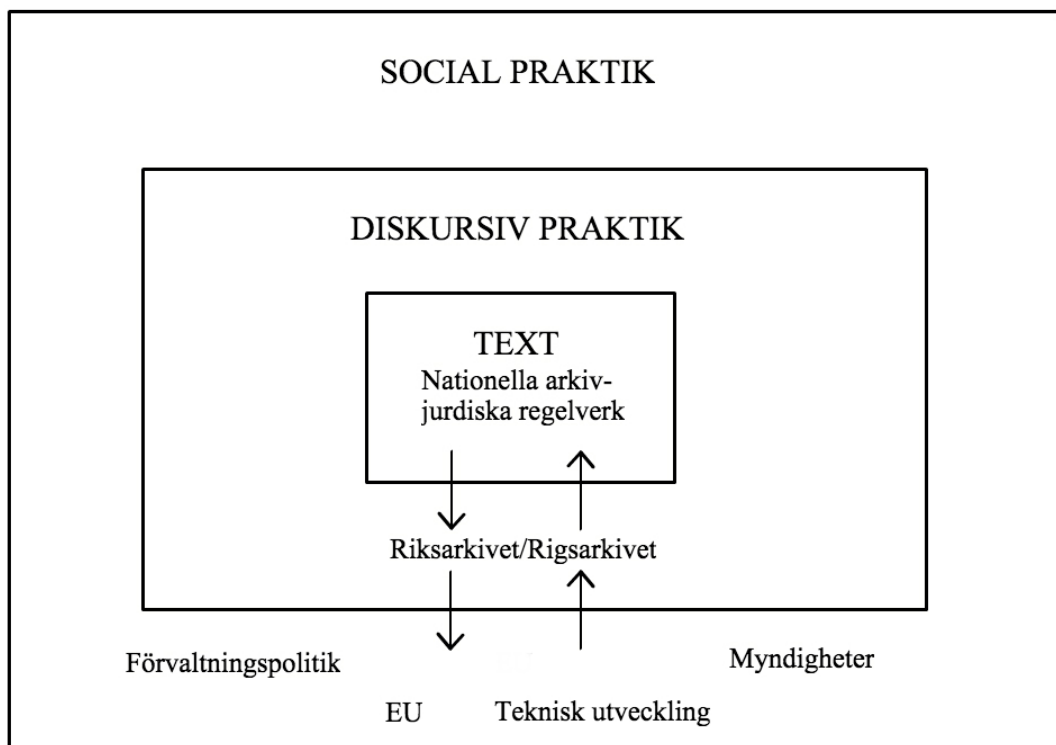 SOCIAL PRAKTIK
DISKURSIV PRAKTIK
TEXT
Nationella arkiv-
jurdiska regelverk
Riksarkivet/Rigsarkivet
Förvaltningspolitik
Myndigheter
EU
Teknisk utveckling